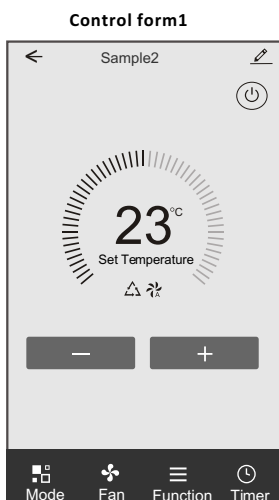 Control form1
Sample2
23°C
Set Temperature
A
Mode Fan Function Timer